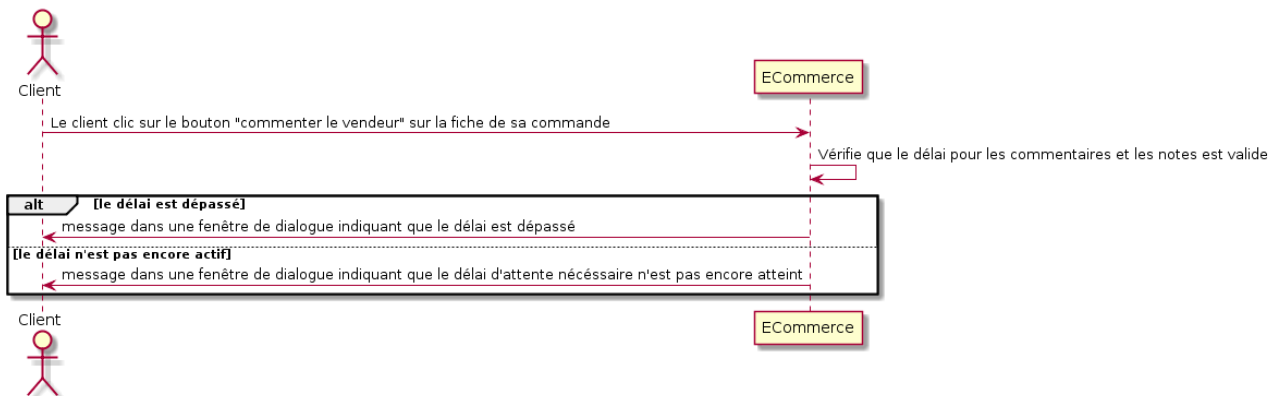 Client
ECommerce
Le client clic sur le bouton "commenter le vendeur" sur la fiche de sa commande
Vérifie que le délai pour les commentaires et les notes est valide
alt [le délai est dépassé]
message dans une fenêtre de dialogue indiquant que le délai est dépassé
[le délai n'est pas encore actif]
message dans une fenêtre de dialogue indiquant que le délai d'attente nécéssaire n'est pas encore atteint
Client
ECommerce